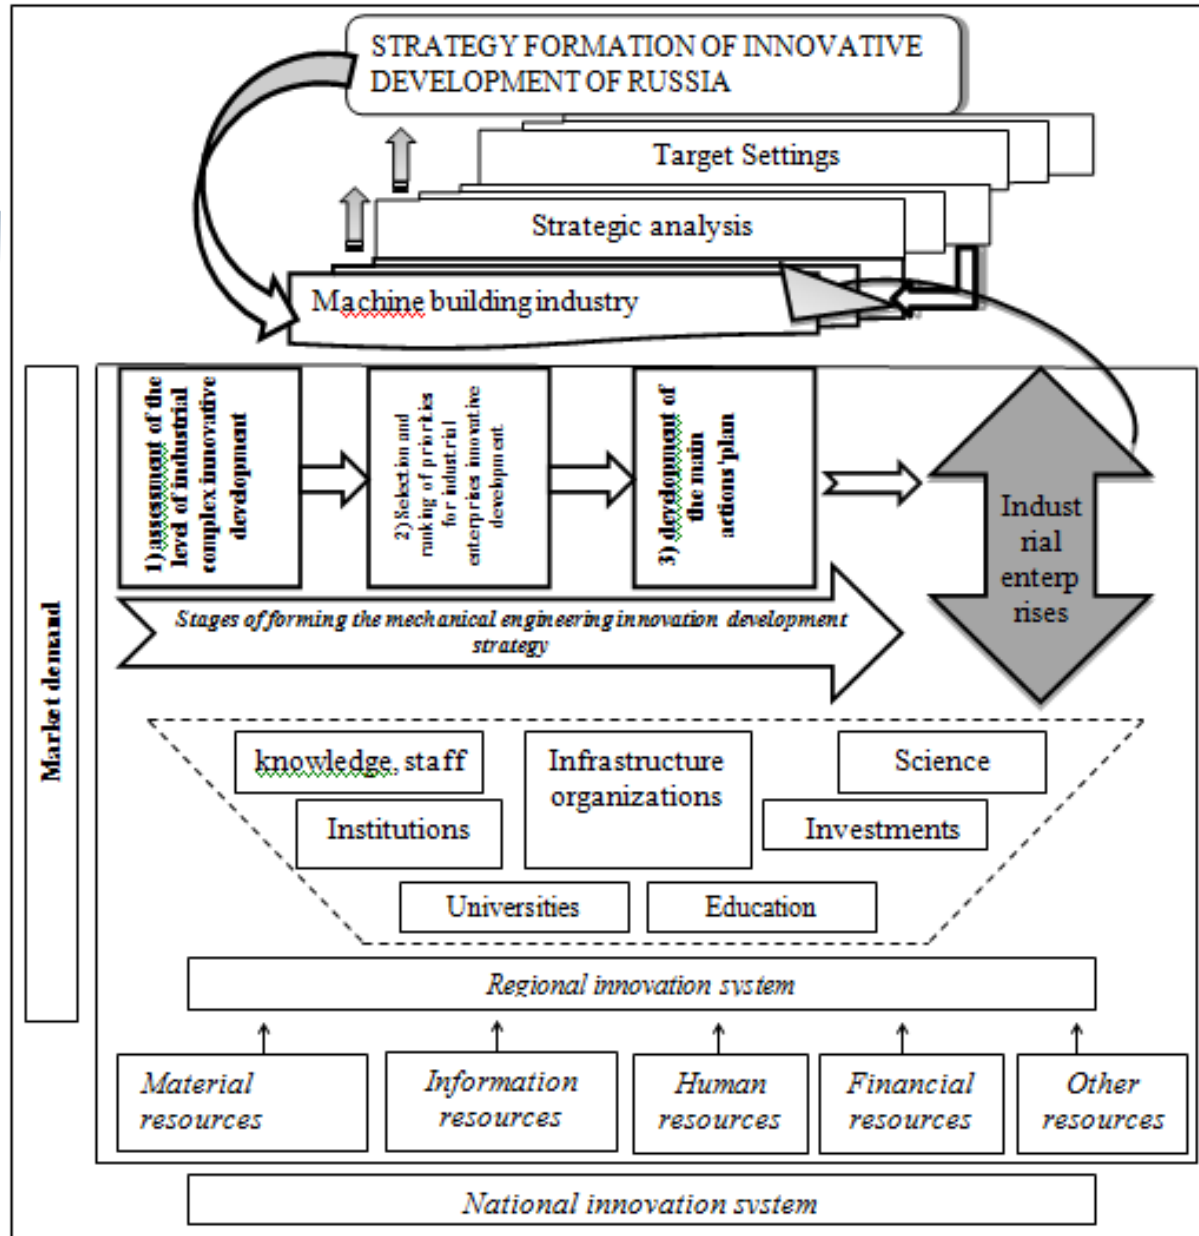 STRATEGY FORMATION OF INNOVATIVE
DEVELOPMENT OF RUSSIA
Target Settings
Strategic analysis
Machine building industry
Market demand
1) assessment of the
level of industrial
complex innovative
development
2) Selection and
ranking of priorities
for industrial
enterprises innovative
development
3) development of
the main
actions'plan
Indust
rial
enterp
rises
Stages of forming the mechanical engineering innovation development
strategy
knowledge, staff
Infrastructure
organizations
Science
Institutions
Investments
Universities
Education
Regional innovation system
Material
resources
Information
resources
Human
resources
Financial
resources
Other
resources
National innovation system